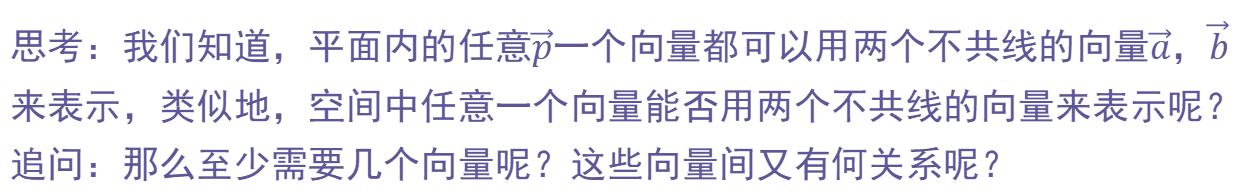 思考：我们知道，平面内的任意p⃗一个向量都可以用两个不共线的向量a⃗，b⃗
来表示，类似地，空间中任意一个向量能否用两个不共线的向量来表示呢？
追问：那么至少需要几个向量呢？这些向量间又有何关系呢？